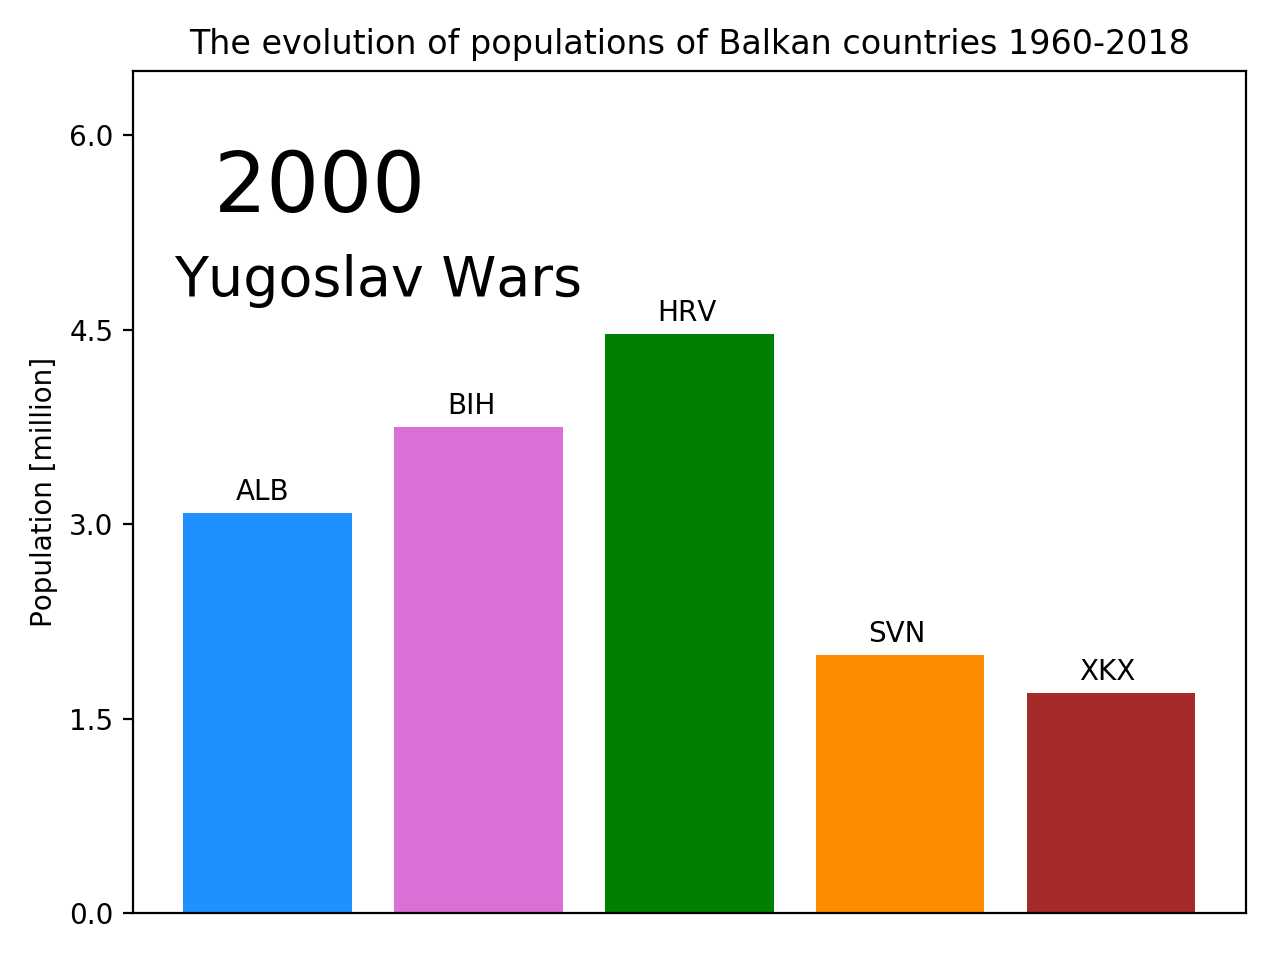 The evolution of populations of Balkan countries 1960-2018
6.0
2000
Yugoslav Wars
HRV
4.5
BIH
ALB
3.0
SVN
XKX
1.5
0.0
Population [million]